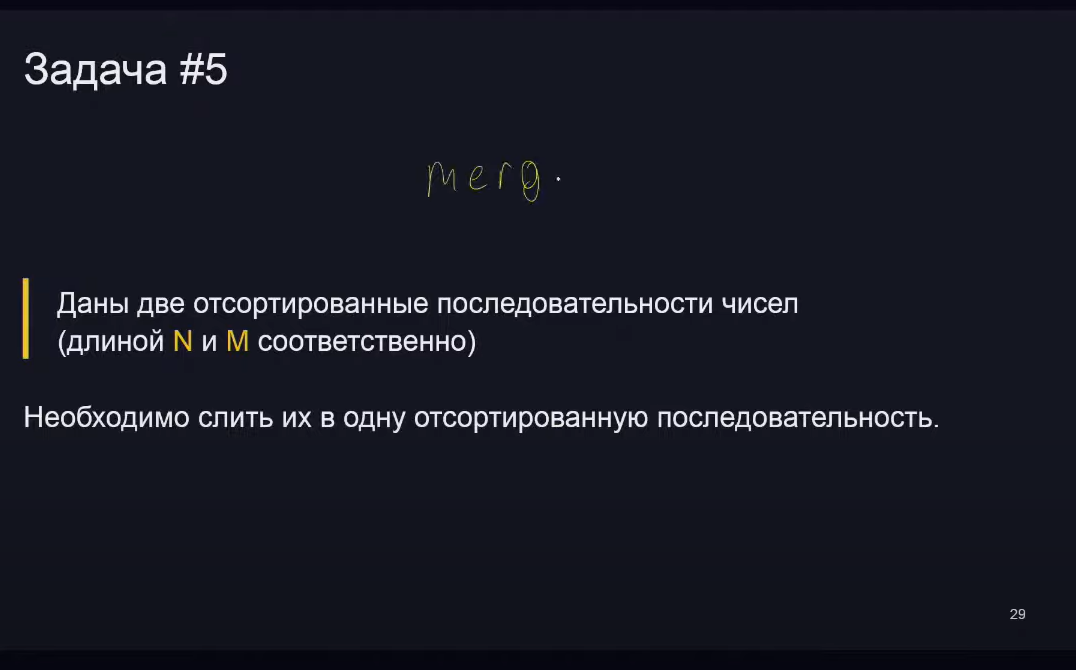 Задача #5
merg
Даны две отсортированные последовательности чисел
(длиной N и M соответственно)
Необходимо слить их в одну отсортированную последовательность.
29